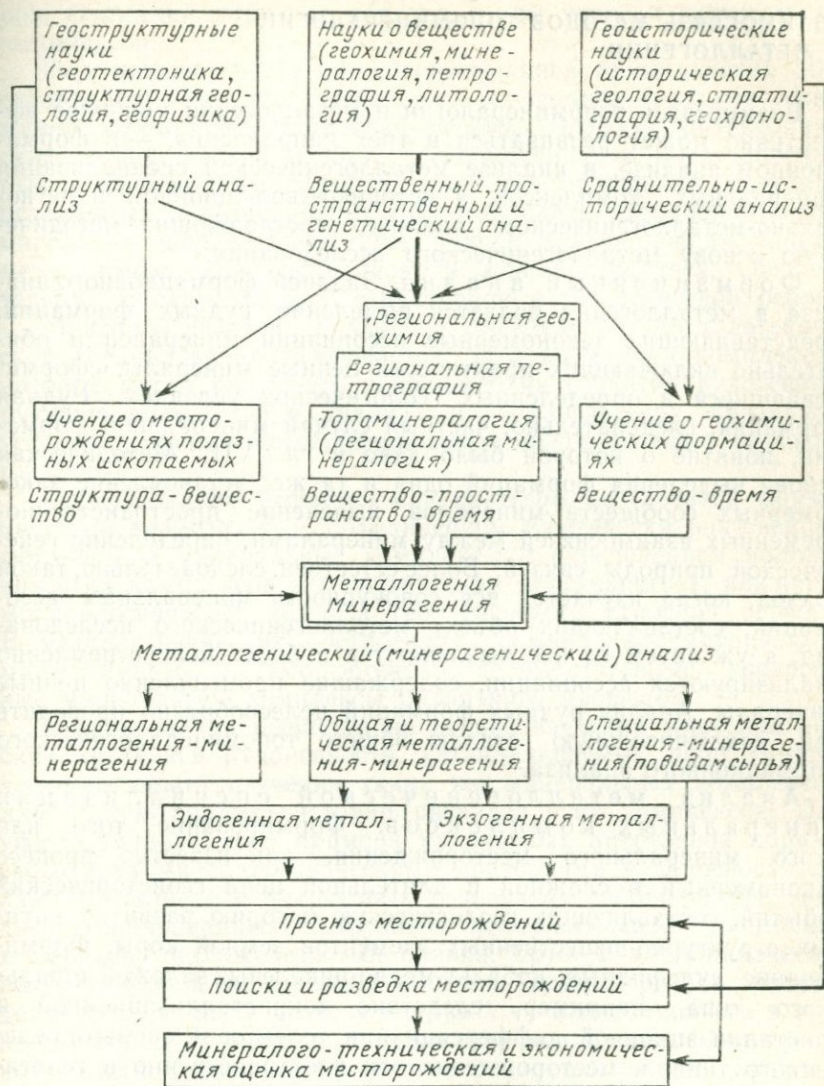 Геоструктурные
науки
(геотектоника,
структурная гео-
логия, геофизика)
Науки о веществе
(геохимия, мине-
ралогия, петро-
графия, литоло-
гия)
Геоисторические
науки
(историческая
геология, страти-
графия, геохроно-
логия)
Структурный ана-
лиз
Вещественный, про-
странственный и
генетический ана-
лиз
Сравнительно-ис-
торический анализ
Региональная гео-
химия
Региональная пе-
трография
Топоминералогия
(региональная ми-
нералогия)
Учение о место-
рождениях полез-
ных ископаемых
Учение о геохими-
ческих формаци-
ях
Структура-веще-
ство
Вещество-прост-
ранство-время
Вещество-время
Металлогения
Минерагения
Металлогенический (минерагенический) анализ
Региональная ме-
таллогения-ми-
нерагения
Общая и теорети-
ческая металлоге-
ния-минерагения
Специальная метал-
логения-минераге-
ния (по видам сырья)
Эндогенная метал-
логения
Экзогенная метал-
логения
Прогноз месторождений
Поиски и разведка месторождений
Минералого-техническая и экономичес-
кая оценка месторождений